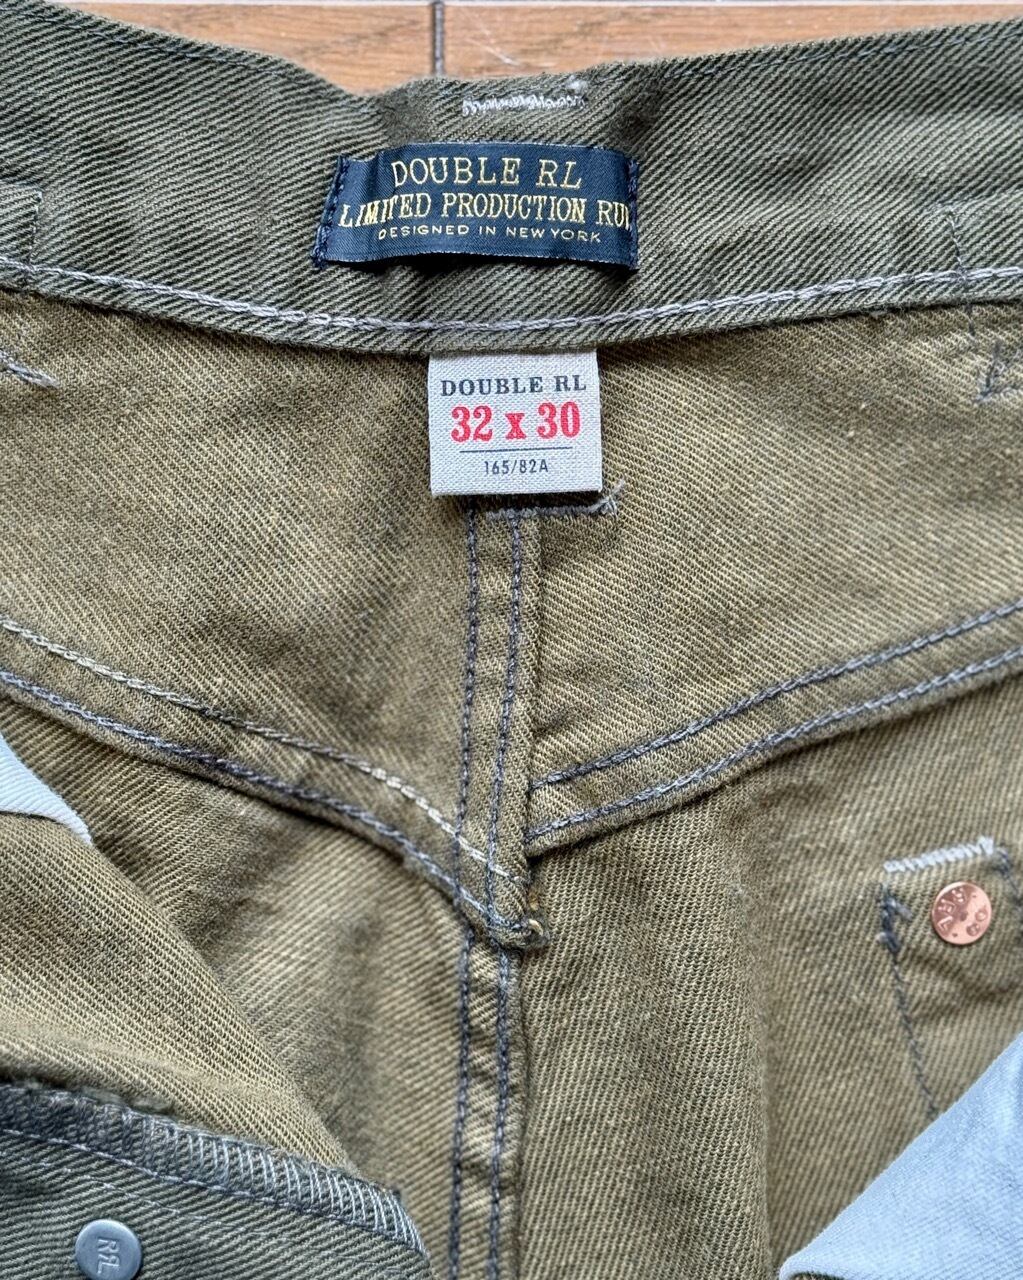 DOUBLE RL
LIMITED PRODUCTION RU
DESIGNED IN NEW YORK
DOUBLE RL
32 x 30
165/82A
RRL